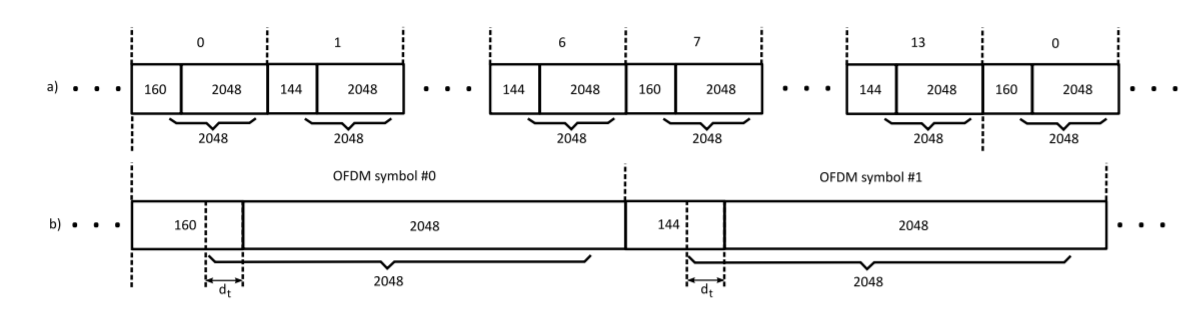 0 1 6 7 13 0
a) 160 2048 144 2048 144 2048 160 2048 144 2048 160 2048
2048 2048 2048 2048 2048 2048
OFDM symbol #0 OFDM symbol #1
b) 160 2048 144 2048
2048 2048
dt dt